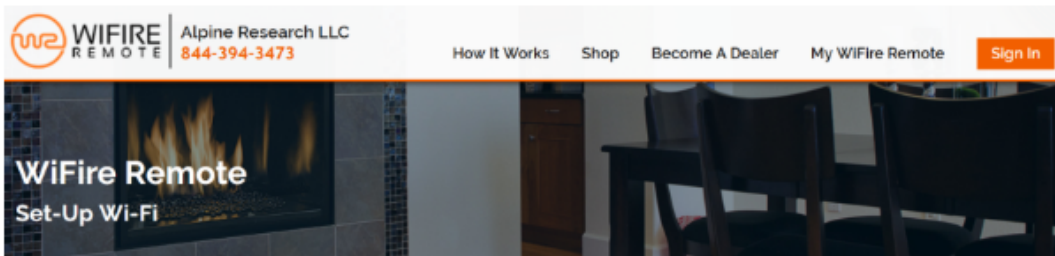 WIFIRE
REMOTE
Alpine Research LLC
844-394-3473
How It Works Shop Become A Dealer My WiFire Remote Sign In
WiFire Remote
Set-Up Wi-Fi